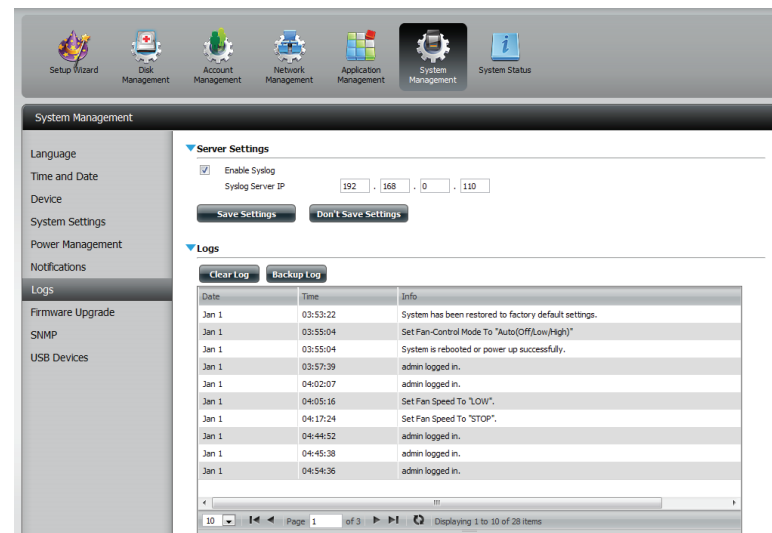 Setup Wizard
Disk Management
Account Management
Network Management
Application Management
System Management
System Status
System Management
Language
Time and Date
Device
System Settings
Power Management
Notifications
Logs
Firmware Upgrade
SNMP
USB Devices
Server Settings
Enable Syslog
Syslog Server IP 192 . 168 . 0 . 110
Save Settings Don't Save Settings
Logs
Clear Log Backup Log
Date Time Info
Jan 1 03:53:22 System has been restored to factory default settings.
Jan 1 03:55:04 Set Fan-Control Mode To "Auto(Off/Low/High)"
Jan 1 03:55:04 System is rebooted or power up successfully.
Jan 1 03:57:39 admin logged in.
Jan 1 04:02:07 admin logged in.
Jan 1 04:05:16 Set Fan Speed To "LOW".
Jan 1 04:17:24 Set Fan Speed To "STOP".
Jan 1 04:44:52 admin logged in.
Jan 1 04:45:38 admin logged in.
Jan 1 04:54:36 admin logged in.
10 Page 1 of 3 Displaying 1 to 10 of 28 items